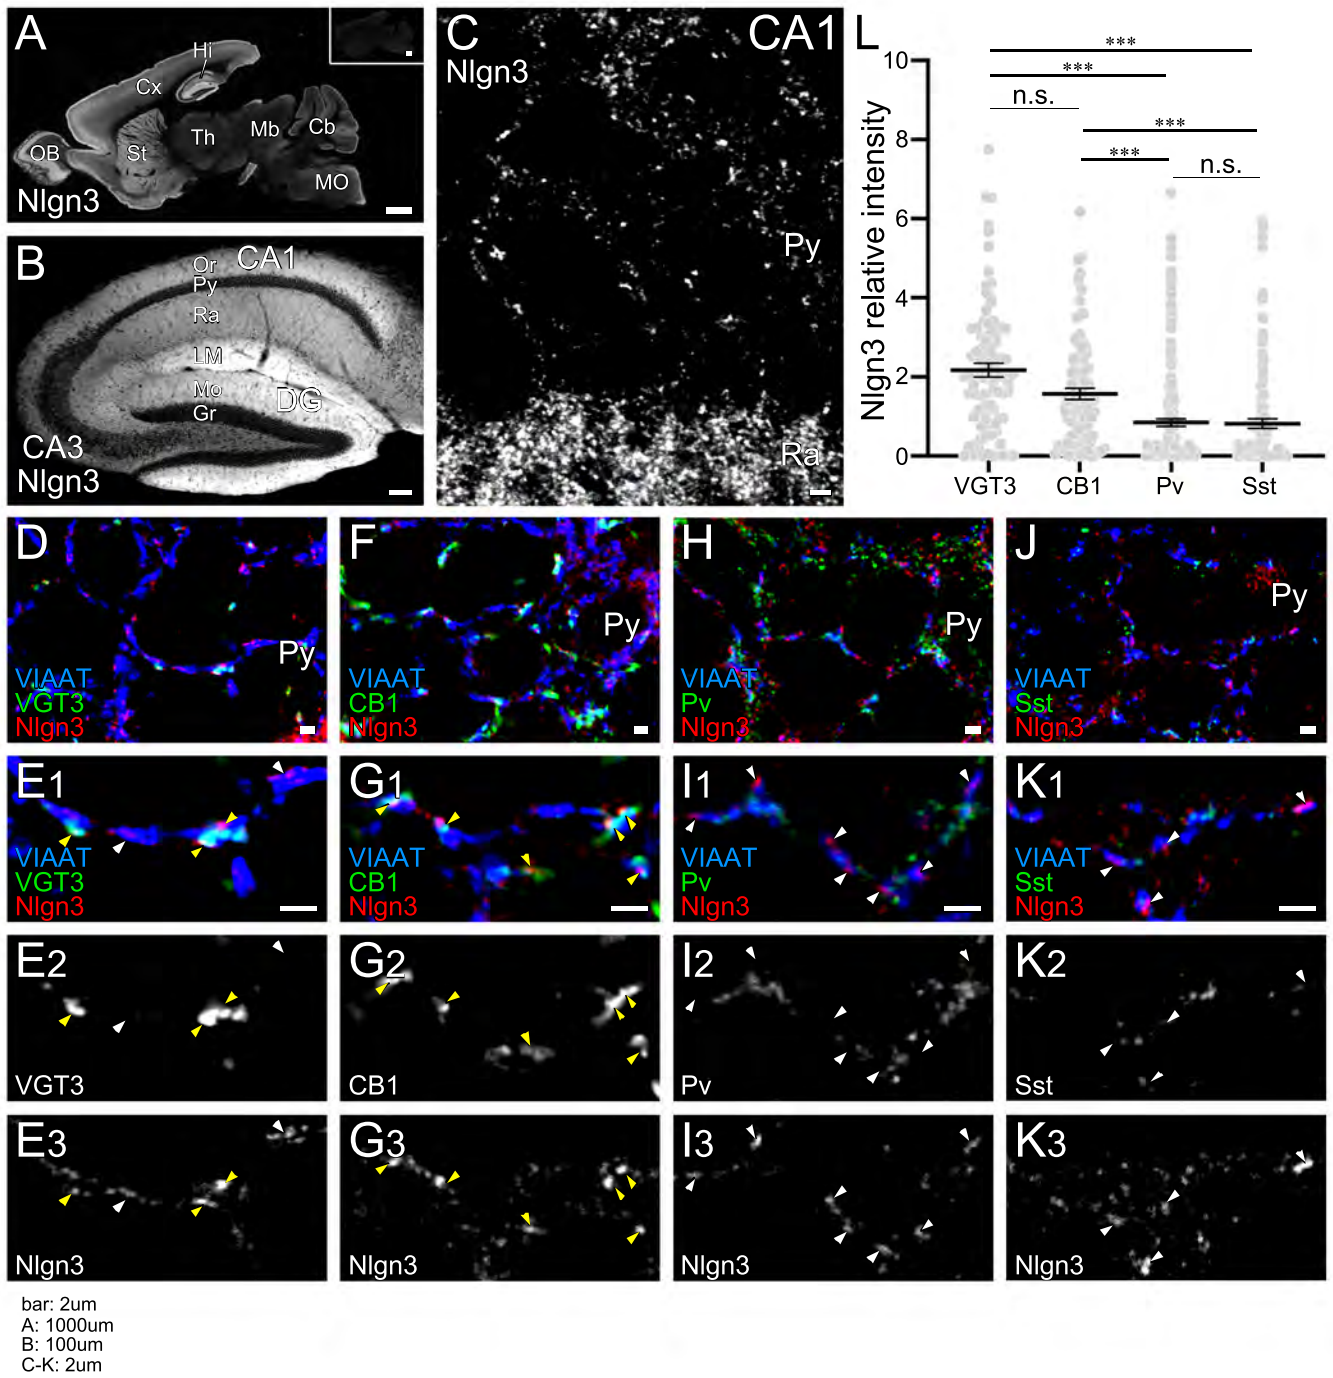 A
Hi
Cx
OB
St
Th
Mb
Cb
MO
Nlgn3
B
CA1
Or
Py
Ra
LM
Mo
DG
Gr
CA3
Nlgn3
C
CA1
Nlgn3
Py
Ra
L
Nlgn3 relative intensity
10
8
6
4
2
0
***
***
n.s.
***
***
n.s.
VGT3 CB1 Pv Sst
D
Py
VIAAT
VGT3
Nlgn3
F
Py
VIAAT
CB1
Nlgn3
H
Py
VIAAT
Pv
Nlgn3
J
Py
VIAAT
Sst
Nlgn3
E1
VIAAT
VGT3
Nlgn3
G1
VIAAT
CB1
Nlgn3
I1
VIAAT
Pv
Nlgn3
K1
VIAAT
Sst
Nlgn3
E2
VGT3
G2
CB1
I2
Pv
K2
Sst
E3
Nlgn3
G3
Nlgn3
I3
Nlgn3
K3
Nlgn3
bar: 2um
A: 1000um
B: 100um
C-K: 2um